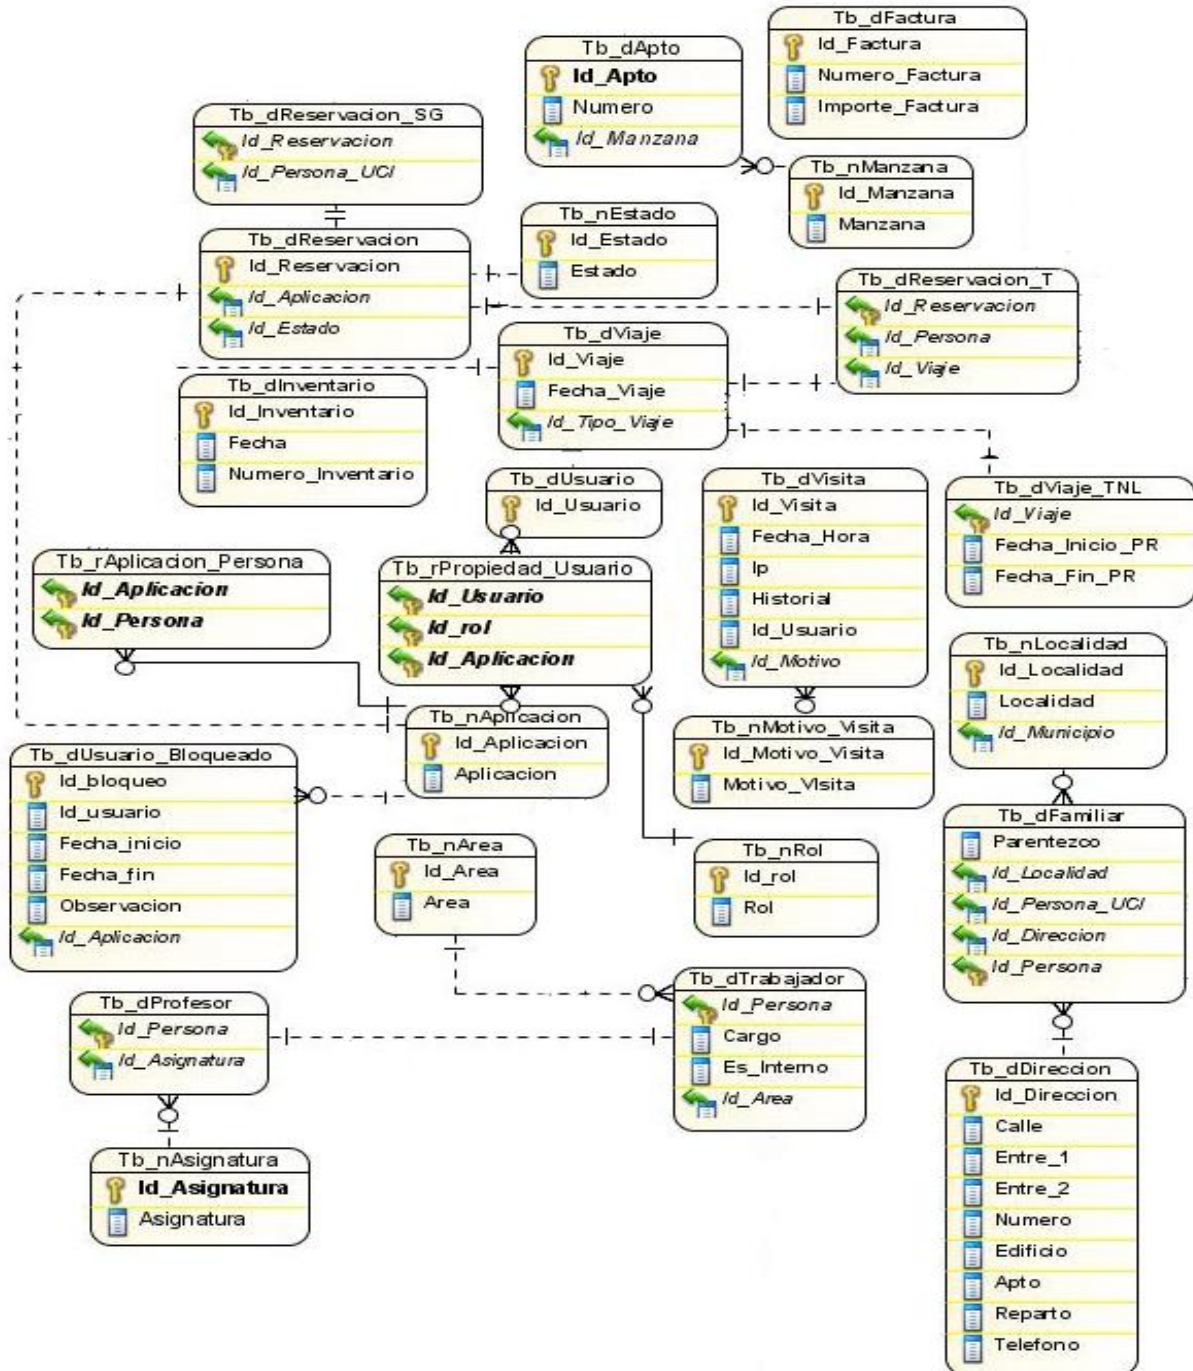 Tb_dFactura
Id_Factura
Numero_Factura
Importe_Factura
Tb_dApto
Id_Apto
Numero
Id_Manzana
Tb_dReservacion_SG
Id_Reservacion
Id_Persona_UCI
Tb_nManzana
Id_Manzana
Manzana
Tb_nEstado
Id_Estado
Estado
Tb_dReservacion
Id_Reservacion
Id_Aplicacion
Id_Estado
Tb_dReservacion_T
Id_Reservacion
Id_Persona
Id_Viaje
Tb_dViaje
Id_Viaje
Fecha_Viaje
Id_Tipo_Viaje
Tb_dInventario
Id_Inventario
Fecha
Numero_Inventario
Tb_dUsuario
Id_Usuario
Tb_dVisita
Id_Visita
Fecha_Hora
Ip
Historial
Id_Usuario
Id_Motivo
Tb_dViaje_TNL
Id_Viaje
Fecha_Inicio_PR
Fecha_Fin_PR
Tb_rAplicacion_Persona
Id_Aplicacion
Id_Persona
Tb_rPropiedad_Usuario
Id_Usuario
Id_rol
Id_Aplicacion
Tb_nLocalidad
Id_Localidad
Localidad
Id_Municipio
Tb_nAplicacion
Id_Aplicacion
Aplicacion
Tb_nMotivo_Visita
Id_Motivo_Visita
Motivo_VIsita
Tb_dUsuario_Bloqueado
Id_bloqueo
Id_usuario
Fecha_inicio
Fecha_fin
Observacion
Id_Aplicacion
Tb_dFamiliar
Parentezco
Id_Localidad
Id_Persona_UCI
Id_Direccion
Id_Persona
Tb_nArea
Id_Area
Area
Tb_nRol
Id_rol
Rol
Tb_dTrabajador
Id_Persona
Cargo
Es_Interno
Id_Area
Tb_dProfesor
Id_Persona
Id_Asignatura
Tb_dDireccion
Id_Direccion
Calle
Entre_1
Entre_2
Numero
Edificio
Apto
Reparto
Telefono
Tb_nAsignatura
Id_Asignatura
Asignatura